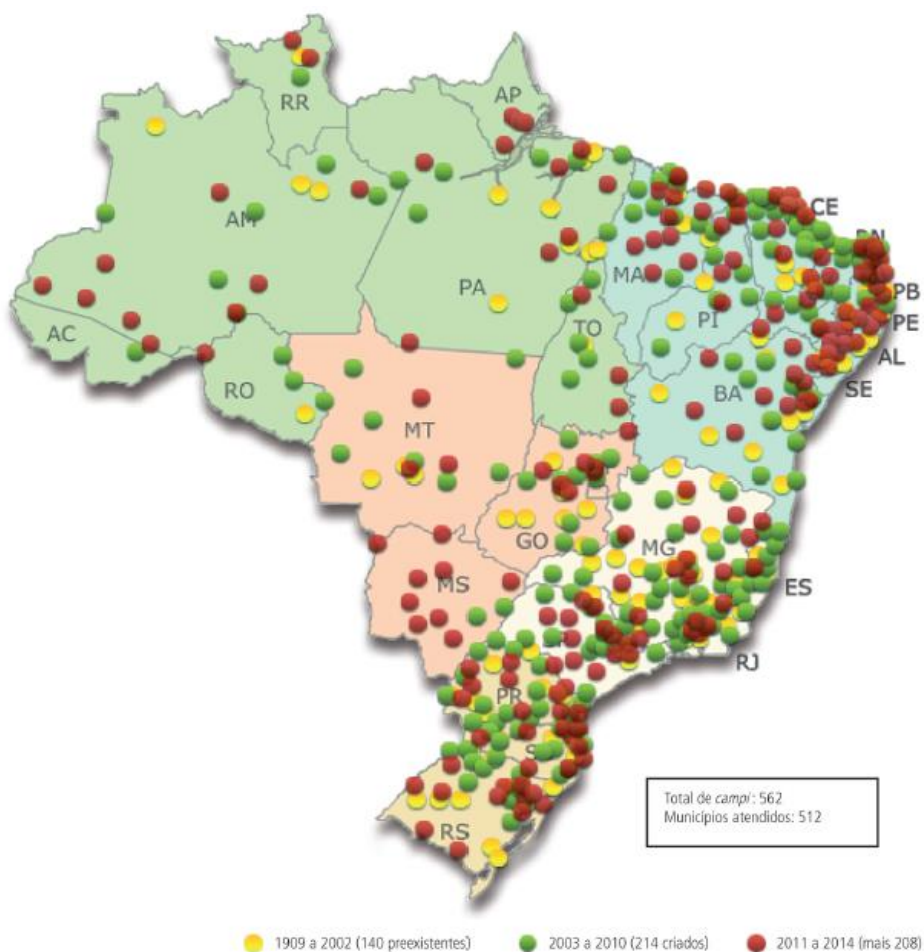 RR
AP
AM
PA
MA
CE
RN
PB
PE
AL
SE
PI
AC
TO
RO
BA
MT
GO
MG
MS
ES
RJ
PR
RS
Total de campi: 562
Municípios atendidos: 512
1909 a 2002 (140 preexistentes)
2003 a 2010 (214 criados)
2011 a 2014 (mais 208)